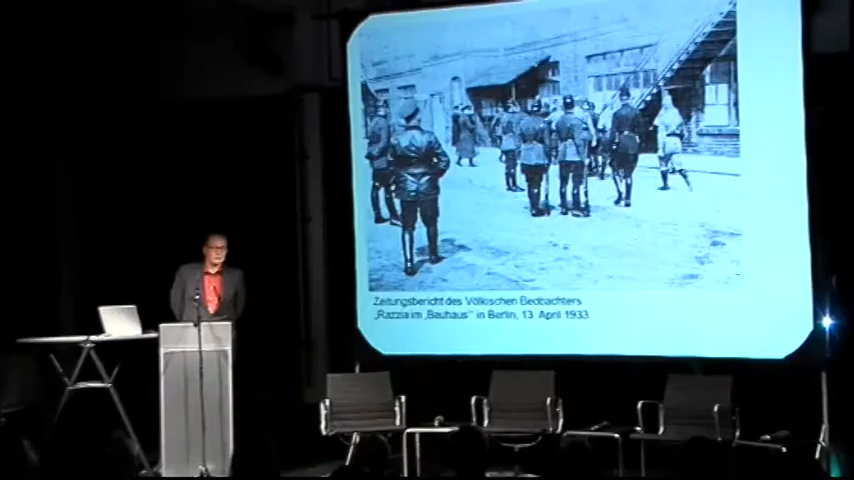 Zeitungsbericht des Völkischen Beobachters
„Razzia im „Bauhaus“ in Berlin, 13. April 1933